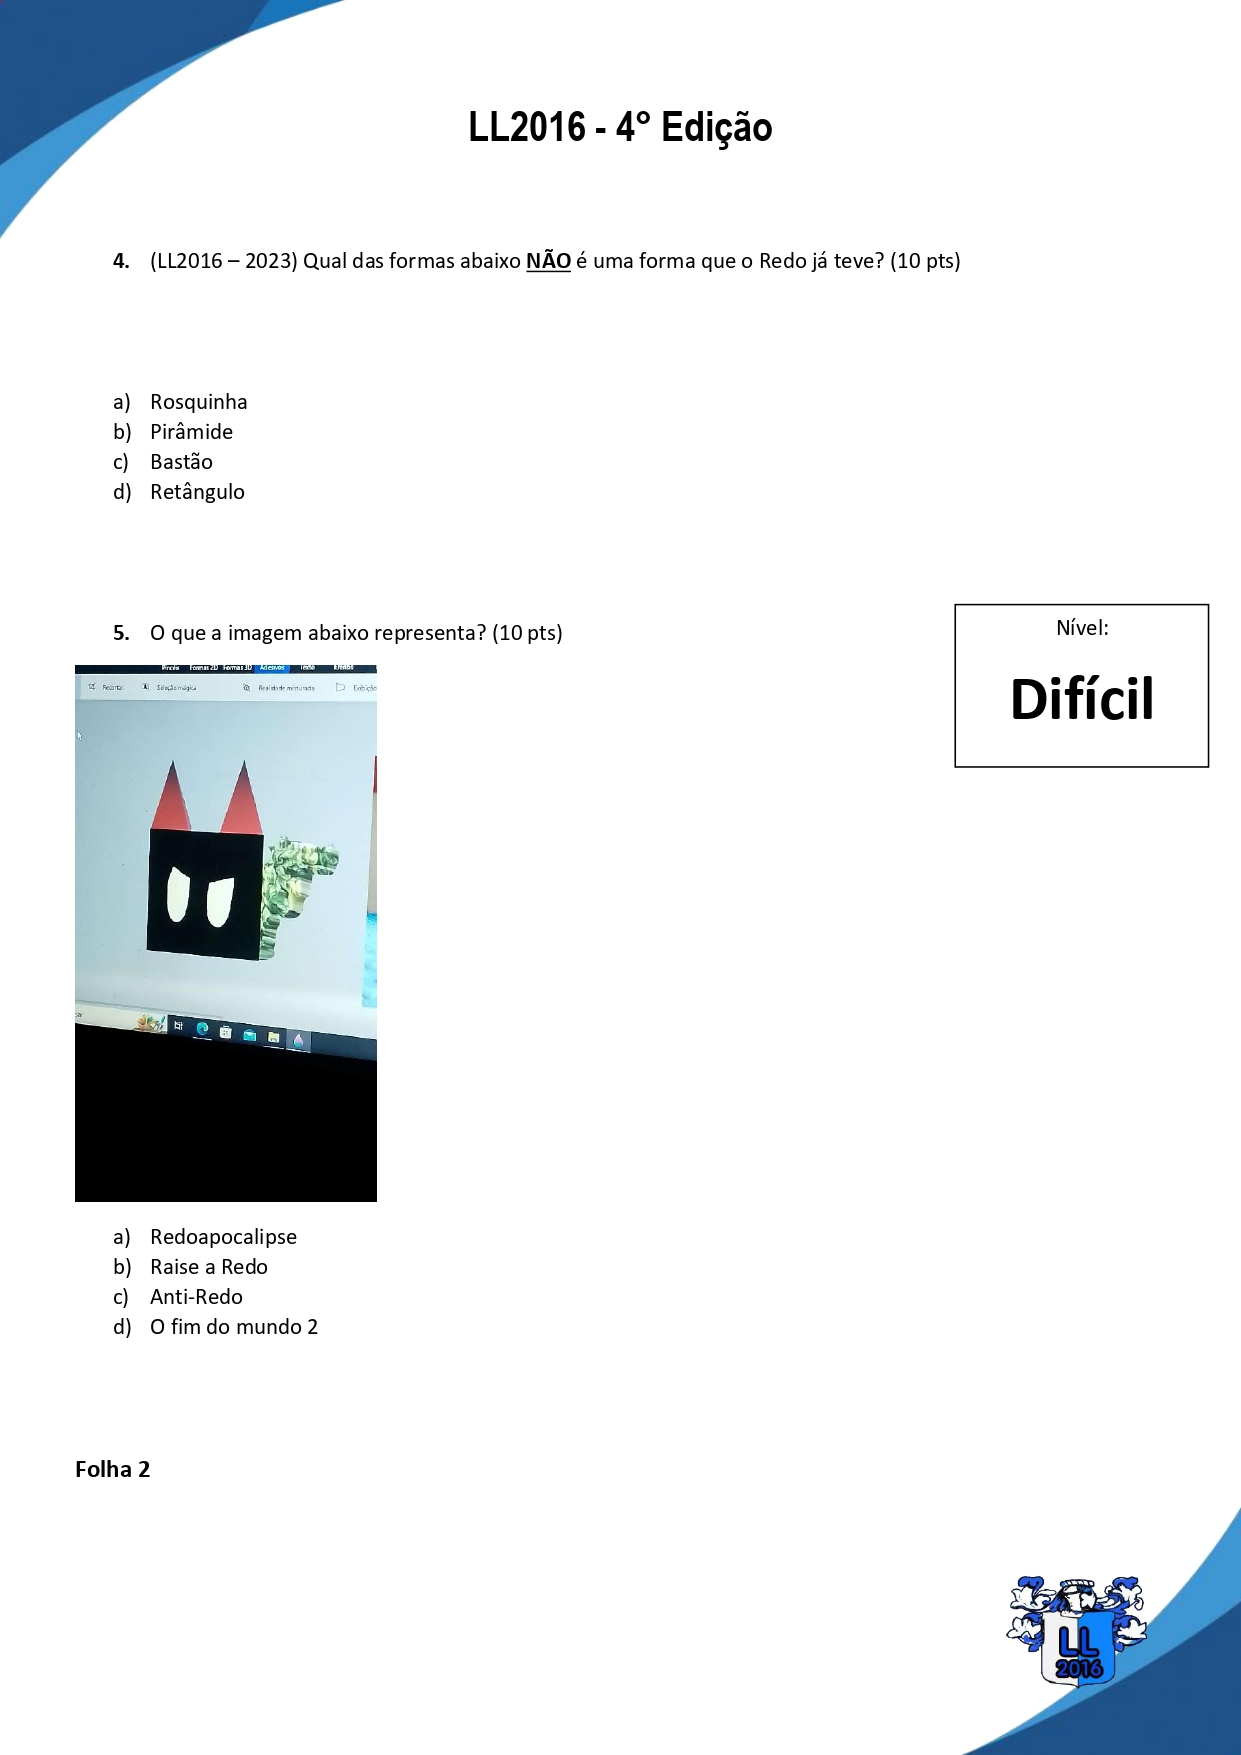 LL2016 - 4° Edição
4. (LL2016 – 2023) Qual das formas abaixo NÃO é uma forma que o Redo já teve? (10 pts)
a) Rosquinha
b) Pirâmide
c) Bastão
d) Retângulo
5. O que a imagem abaixo representa? (10 pts)
Nível:
Difícil
Pincéis Formas 2D Formas 3D Adesivos Texto Efeitos
Recortar Seleção mágica Realidade misturada Exibição
a) Redoapocalipse
b) Raise a Redo
c) Anti-Redo
d) O fim do mundo 2
Folha 2
LL
2016